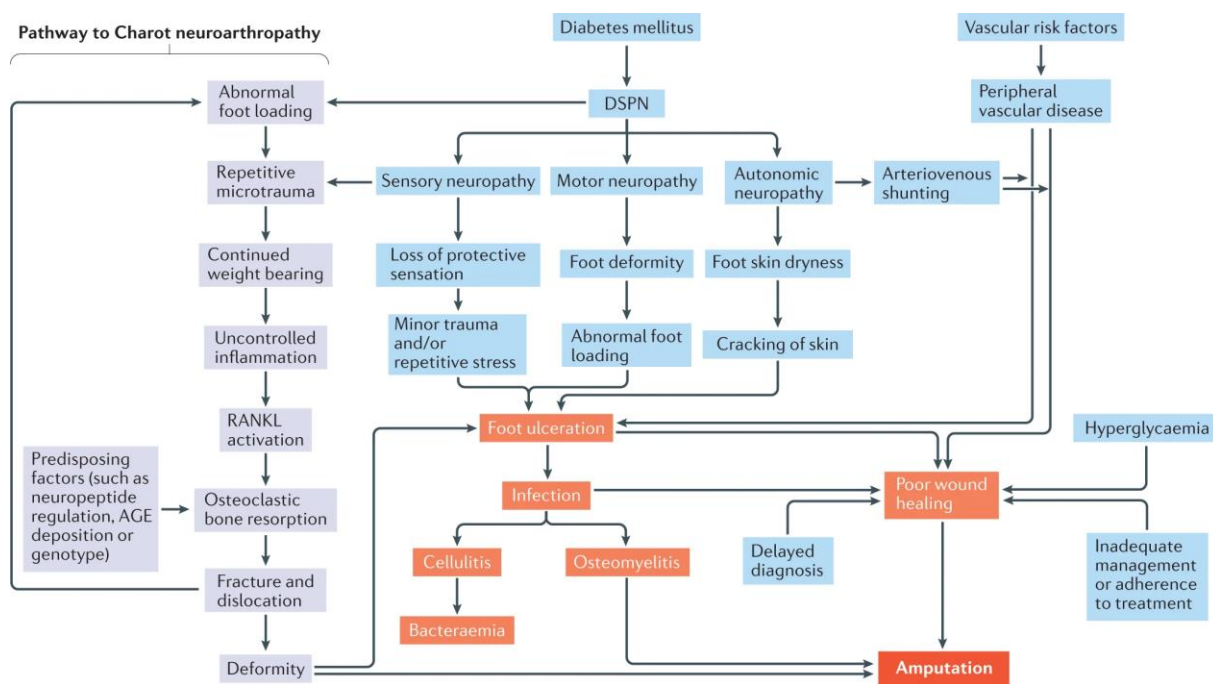 Pathway to Charot neuroarthropathy
Diabetes mellitus
Vascular risk factors
Abnormal
foot loading
DSPN
Peripheral
vascular disease
Repetitive
microtrauma
Sensory neuropathy
Motor neuropathy
Autonomic
neuropathy
Arteriovenous
shunting
Continued
weight bearing
Loss of protective
sensation
Foot deformity
Foot skin dryness
Uncontrolled
inflammation
Minor trauma
and/or
repetitive stress
Abnormal foot
loading
Cracking of skin
RANKL
activation
Foot ulceration
Hyperglycaemia
Predisposing
factors (such as
neuropeptide
regulation, AGE
deposition or
genotype)
Osteoclastic
bone resorption
Infection
Poor wound
healing
Cellulitis
Osteomyelitis
Delayed
diagnosis
Inadequate
management
or adherence
to treatment
Fracture and
dislocation
Bacteraemia
Deformity
Amputation